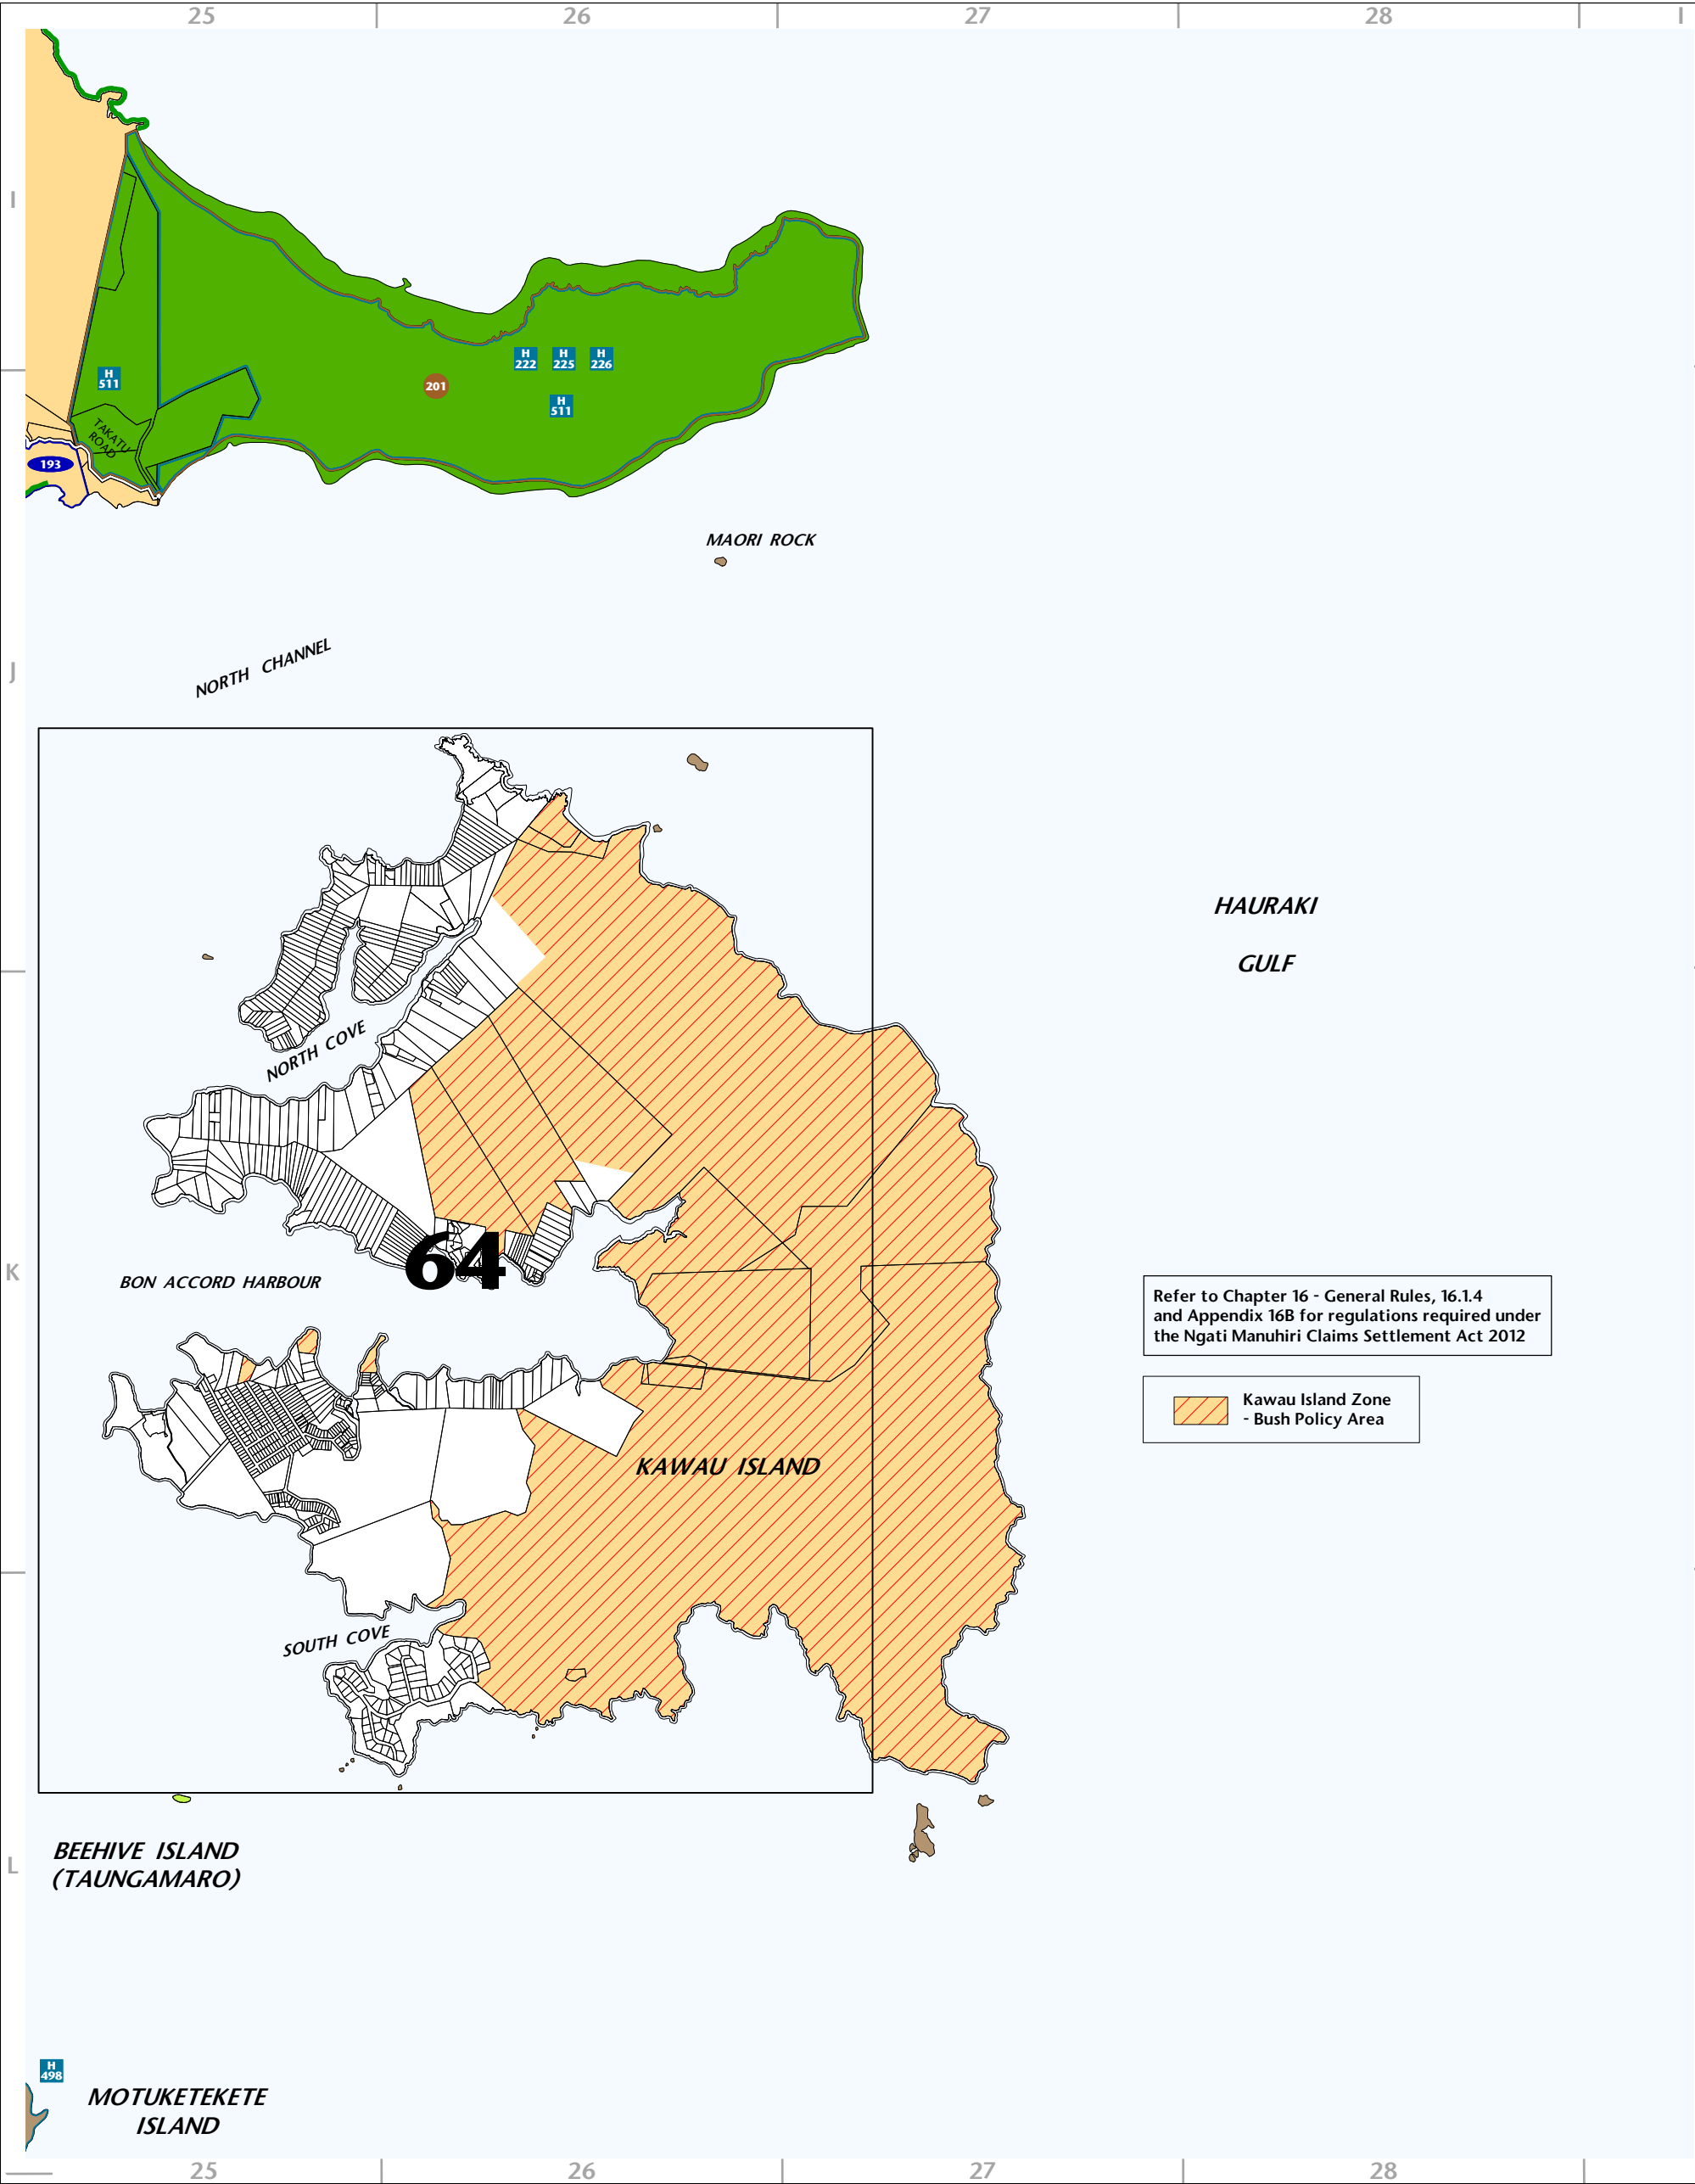 25 26 27 28 I
I
H
222
H
225
H
226
H
511
201
H
511
TAKATU
ROAD
193
MAORI ROCK
J
NORTH CHANNEL
HAURAKI
GULF
NORTH COVE
K
64
BON ACCORD HARBOUR
Refer to Chapter 16 - General Rules, 16.1.4
and Appendix 16B for regulations required under
the Ngati Manuhiri Claims Settlement Act 2012
Kawau Island Zone
- Bush Policy Area
KAWAU ISLAND
SOUTH COVE
BEEHIVE ISLAND
(TAUNGAMARO)
L
H
498
MOTUKETEKETE
ISLAND
25 26 27 28